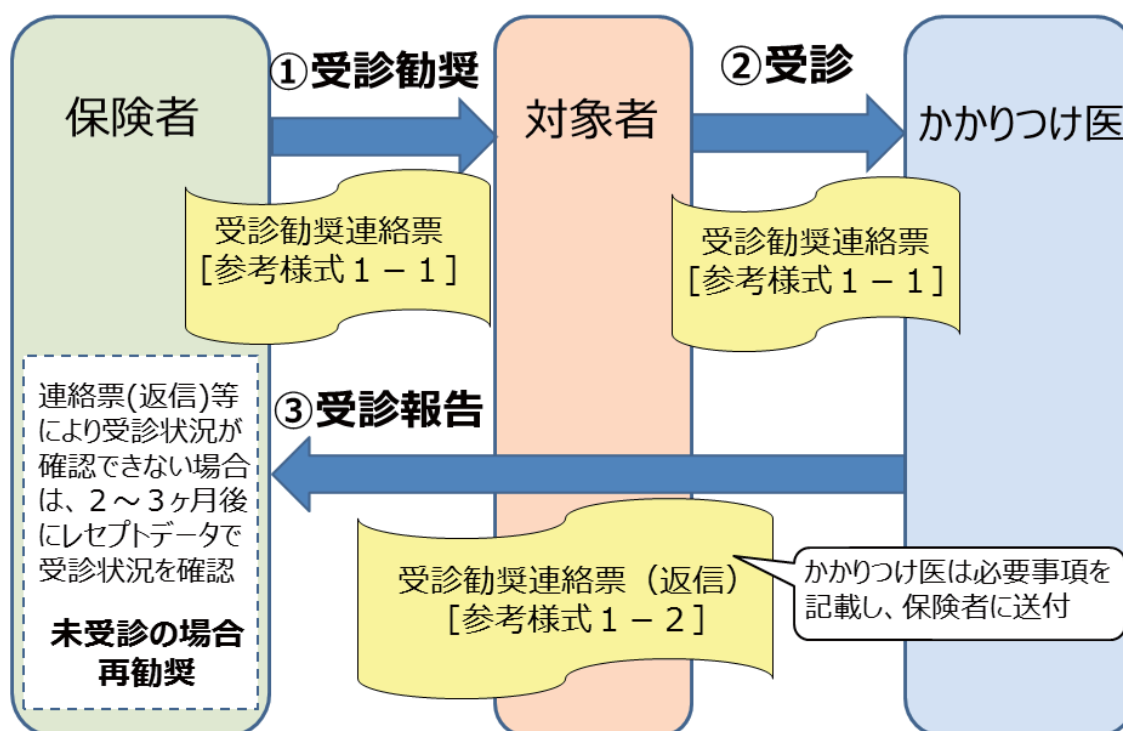 保険者
①受診勧奨
対象者
②受診
かかりつけ医
受診勧奨連絡票
[参考様式１－１]
受診勧奨連絡票
[参考様式１－１]
連絡票(返信)等
により受診状況が
確認できない場合
は、２～３ヶ月後
にレセプトデータで
受診状況を確認
未受診の場合
再勧奨
③受診報告
受診勧奨連絡票（返信）
[参考様式１－２]
かかりつけ医は必要事項を
記載し、保険者に送付